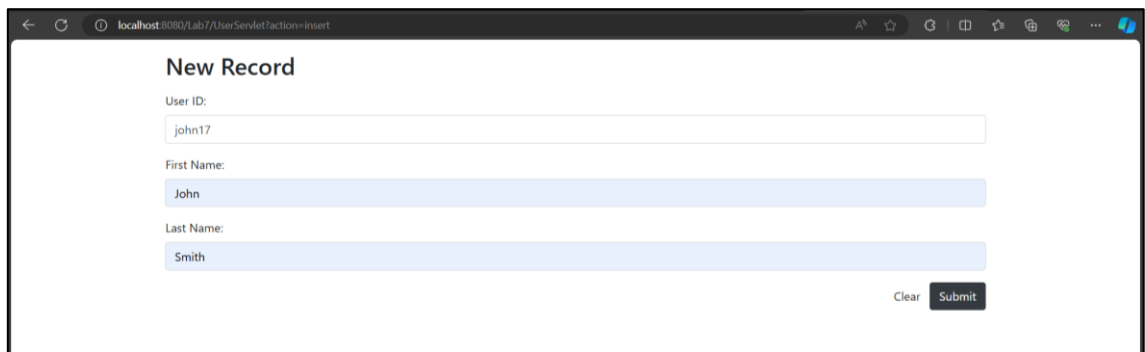 localhost:8080/Lab7/UserServlet?action=insert
New Record
User ID:
john17
First Name:
John
Last Name:
Smith
Clear Submit